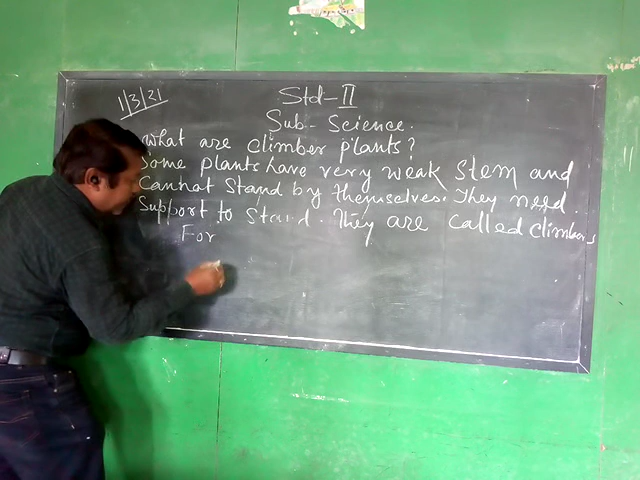 1/3/21
Std-II
Sub-Science.
What are climber plants?
Some plants have very weak stem and
cannot stand by themselves. They need
support to stand. They are called climbers
For